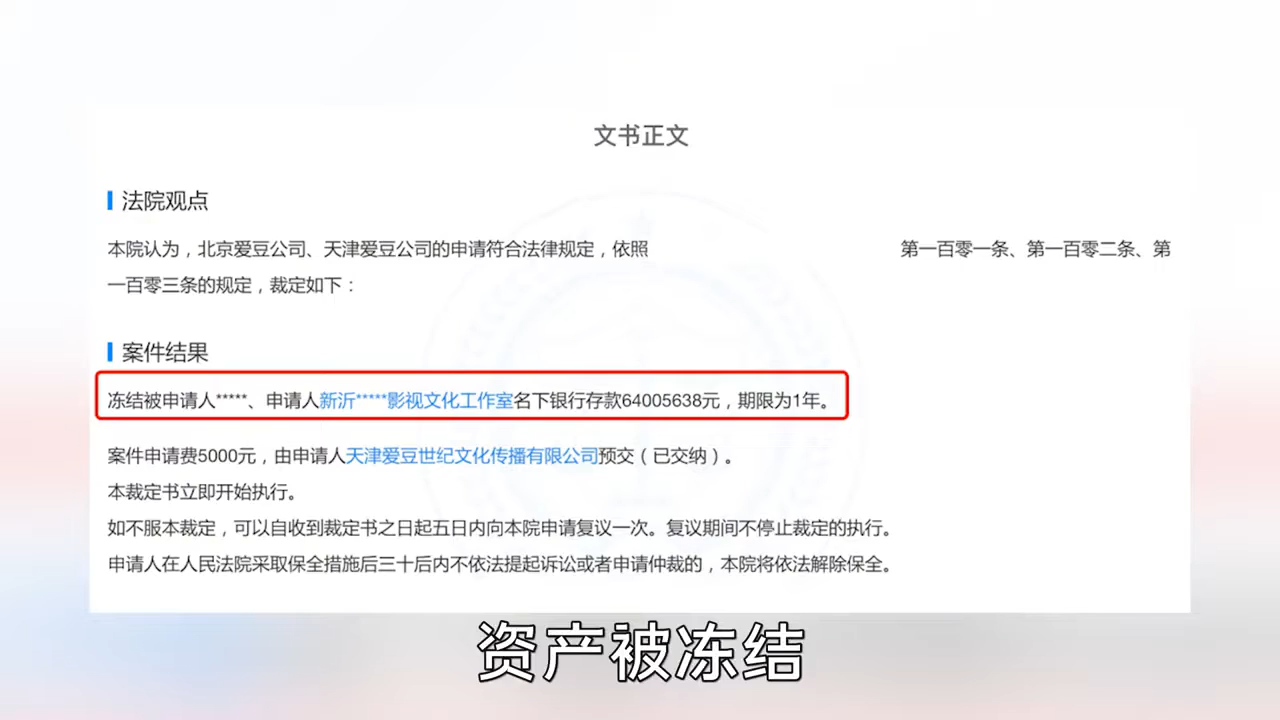 文书正文
法院观点
本院认为，北京爱豆公司、天津爱豆公司的申请符合法律规定，依照 第一百零一条、第一百零二条、第
一百零三条的规定，裁定如下：
案件结果
冻结被申请人*****、申请人新沂*****影视文化工作室名下银行存款64005638元，期限为1年。
案件申请费5000元，由申请人天津爱豆世纪文化传播有限公司预交（已交纳）。
本裁定书立即开始执行。
如不服本裁定，可以自收到裁定书之日起五日内向本院申请复议一次。复议期间不停止裁定的执行。
申请人在人民法院采取保全措施后三十后内不依法提起诉讼或者申请仲裁的，本院将依法解除保全。
资产被冻结